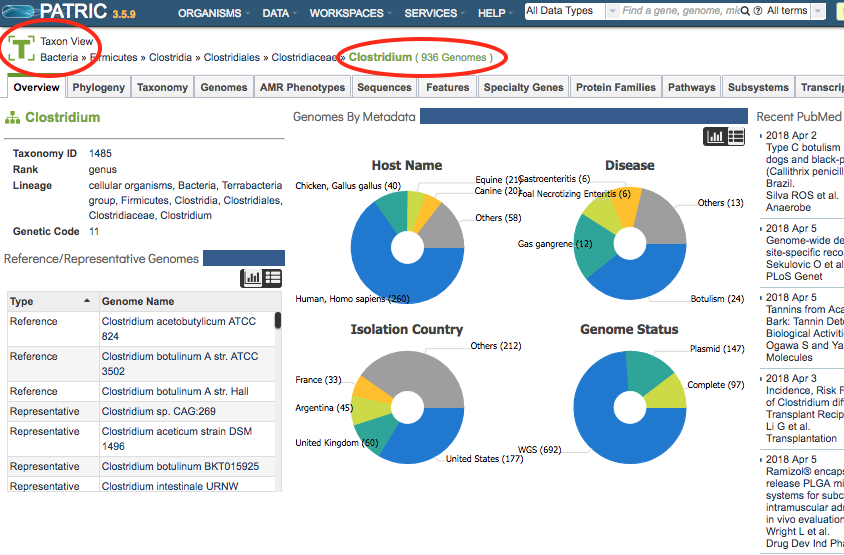 PATRIC 3.5.9
ORGANISMS DATA WORKSPACES SERVICES HELP All Data Types Find a gene, genome, mic All terms
T Taxon View
Bacteria » Firmicutes » Clostridia » Clostridiales » Clostridiaceae » Clostridium ( 936 Genomes )
Overview Phylogeny Taxonomy Genomes AMR Phenotypes Sequences Features Specialty Genes Protein Families Pathways Subsystems Transcri
Clostridium
Taxonomy ID 1485
Rank genus
Lineage cellular organisms, Bacteria, Terrabacteria
group, Firmicutes, Clostridia, Clostridiales,
Clostridiaceae, Clostridium
Genetic Code 11
Reference/Representative Genomes
Type Genome Name
Reference Clostridium acetobutylicum ATCC
824
Reference Clostridium botulinum A str. ATCC
3502
Reference Clostridium botulinum A str. Hall
Representative Clostridium sp. CAG:269
Representative Clostridium aceticum strain DSM
1496
Representative Clostridium botulinum BKT015925
Representative Clostridium intestinale URNW
Genomes By Metadata
Host Name
Equine (21)
Chicken, Gallus gallus (40)
Canine (20)
Others (58)
Human, Homo sapiens (260)
Disease
Gastroenteritis (6)
Foal Necrotizing Enteritis (6)
Others (13)
Gas gangrene (12)
Botulism (24)
Isolation Country
Others (212)
France (33)
Argentina (45)
United Kingdom (60)
United States (177)
Genome Status
Plasmid (147)
Complete (97)
WGS (692)
Recent PubMed
2018 Apr 2
Type C botulism
dogs and black-p
(Callithrix penicill
Brazil.
Silva ROS et al.
Anaerobe
2018 Apr 5
Genome-wide de
site-specific reco
Sekulovic O et al
PLoS Genet
2018 Apr 5
Tannins from Aca
Bark: Tannin Dete
Biological Activiti
Ogawa S and Ya
Molecules
2018 Apr 3
Incidence, Risk F
of Clostridium diff
Transplant Recip
Li G et al.
Transplantation
2018 Apr 5
Ramizol® encaps
release PLGA mi
systems for subc
intramuscular adm
in vivo evaluation
Wright L et al.
Drug Dev Ind Pha